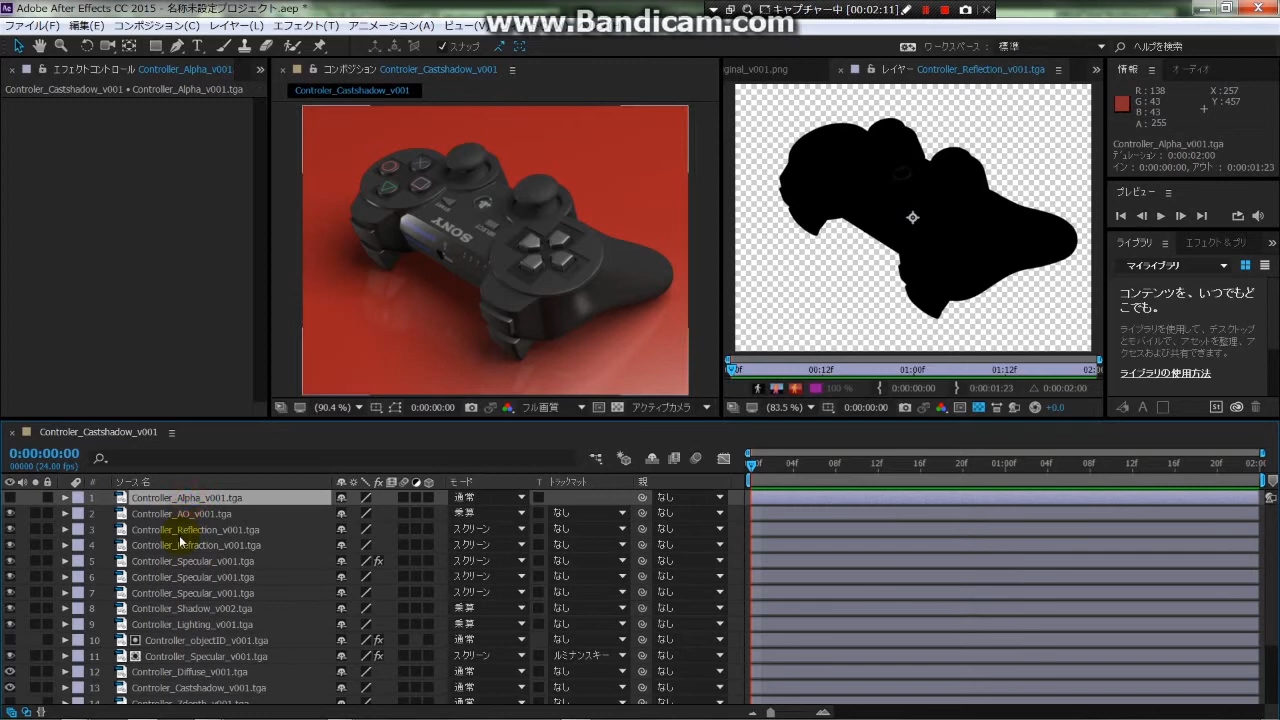 Adobe After Effects CC 2015 - 名称未設定プロジェクト.aep *
www.Bandicam.com
キャプチャー中 [00:02:11]
ファイル(F) 編集(E) コンポジション(C) レイヤー(L) エフェクト(T) アニメーション(A) ビュー(V)
スナップ
ワークスペース： 標準
ヘルプを検索
エフェクトコントロール Controller_Alpha_v001.
コンポジション Controler_Castshadow_v001
ginal_v001.png
レイヤー Controller_Reflection_v001.tga
情報
オーディオ
Controler_Castshadow_v001 • Controller_Alpha_v001.tga
Controler_Castshadow_v001
R : 138
G : 43
B : 43
A : 255
X : 257
Y : 457
Controller_Alpha_v001.tga
デュレーション : 0:00:02:00
イン : 0:00:00:00, アウト : 0:00:01:23
プレビュー
SONY
ライブラリ
エフェクト&プリ
マイライブラリ
コンテンツを、いつでもど
こでも。
ライブラリを使用して、デスクトッ
プとモバイルで、アセットを整理、ア
クセスおよび共有できます。
ライブラリの使用方法
00:12f
01:00f
01:12f
100 %
0:00:00:00
0:00:01:23
0:00:02:00
(90.4 %)
0:00:00:00
フル画質
アクティブカメラ
(83.5 %)
0:00:00:00
+0.0
Controler_Castshadow_v001
0:00:00:00
00000 (24.00 fps)
04f
08f
12f
16f
20f
01:00f
04f
08f
12f
16f
20f
# ソース名 モード T トラックマット 親
1 Controller_Alpha_v001.tga 通常 なし
2 Controller_AO_v001.tga 乗算 なし なし
3 Controller_Reflection_v001.tga スクリーン なし なし
4 Controller_Refraction_v001.tga スクリーン なし なし
5 Controller_Specular_v001.tga fx スクリーン なし なし
6 Controller_Specular_v001.tga スクリーン なし なし
7 Controller_Specular_v001.tga スクリーン なし なし
8 Controller_Shadow_v002.tga 乗算 なし なし
9 Controller_Lighting_v001.tga 乗算 なし なし
10 Controller_objectID_v001.tga fx 通常 なし なし
11 Controller_Specular_v001.tga fx スクリーン ルミナンスキー なし
12 Controller_Diffuse_v001.tga 通常 なし なし
13 Controler_Castshadow_v001.tga 通常 なし なし